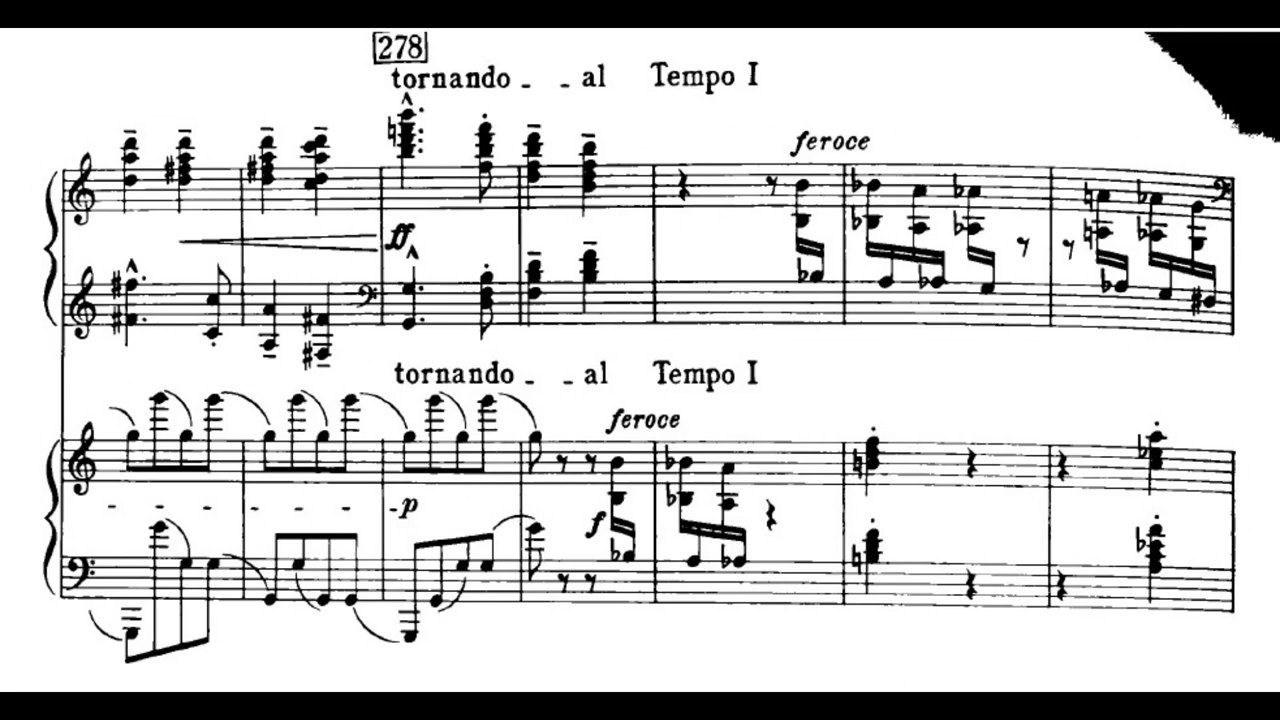 278
tornando - - al Tempo I
feroce
ff
tornando - - al Tempo I
feroce
p
f